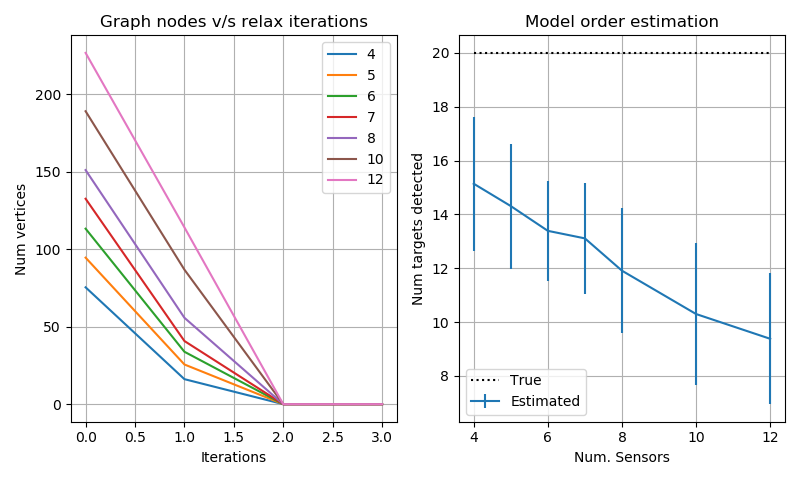 Graph nodes v/s relax iterations
Num vertices
200
150
100
50
0
0.0 0.5 1.0 1.5 2.0 2.5 3.0
Iterations
4
5
6
7
8
10
12
Model order estimation
Num targets detected
20
18
16
14
12
10
8
True
Estimated
4 6 8 10 12
Num. Sensors